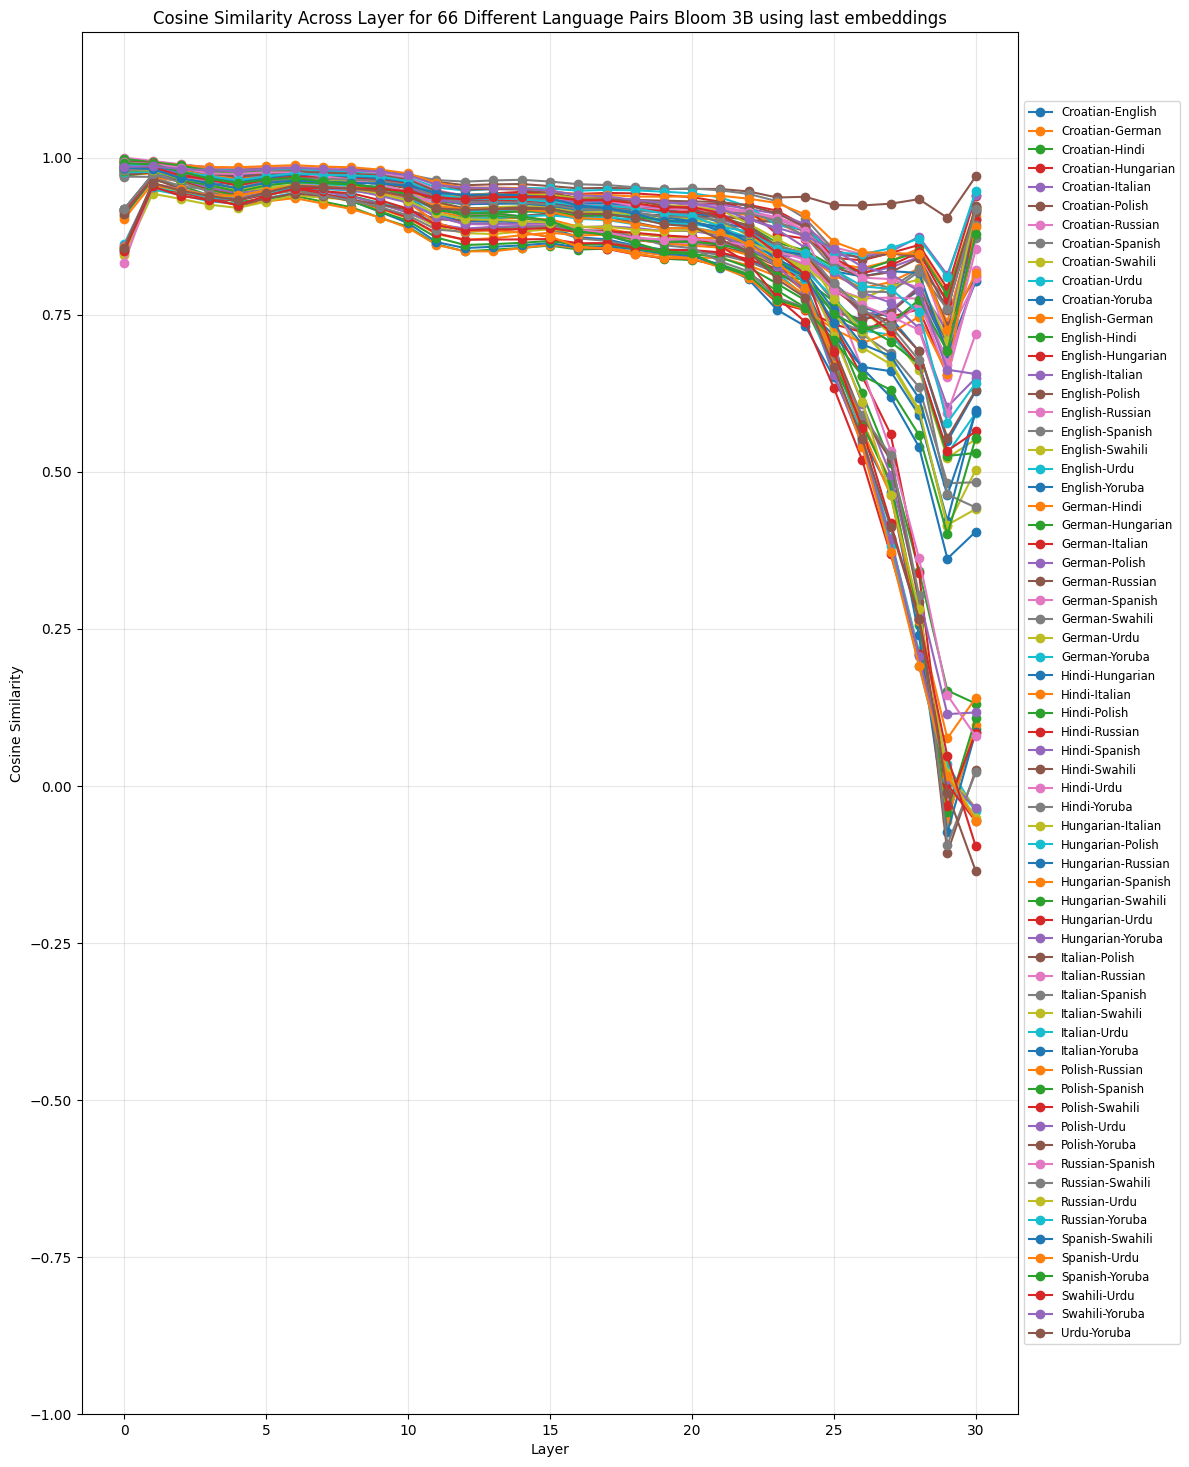 Cosine Similarity Across Layer for 66 Different Language Pairs Bloom 3B using last embeddings
Cosine Similarity
1.00
0.75
0.50
0.25
0.00
−0.25
−0.50
−0.75
−1.00
0 5 10 15 20 25 30
Layer
Croatian-English
Croatian-German
Croatian-Hindi
Croatian-Hungarian
Croatian-Italian
Croatian-Polish
Croatian-Russian
Croatian-Spanish
Croatian-Swahili
Croatian-Urdu
Croatian-Yoruba
English-German
English-Hindi
English-Hungarian
English-Italian
English-Polish
English-Russian
English-Spanish
English-Swahili
English-Urdu
English-Yoruba
German-Hindi
German-Hungarian
German-Italian
German-Polish
German-Russian
German-Spanish
German-Swahili
German-Urdu
German-Yoruba
Hindi-Hungarian
Hindi-Italian
Hindi-Polish
Hindi-Russian
Hindi-Spanish
Hindi-Swahili
Hindi-Urdu
Hindi-Yoruba
Hungarian-Italian
Hungarian-Polish
Hungarian-Russian
Hungarian-Spanish
Hungarian-Swahili
Hungarian-Urdu
Hungarian-Yoruba
Italian-Polish
Italian-Russian
Italian-Spanish
Italian-Swahili
Italian-Urdu
Italian-Yoruba
Polish-Russian
Polish-Spanish
Polish-Swahili
Polish-Urdu
Polish-Yoruba
Russian-Spanish
Russian-Swahili
Russian-Urdu
Russian-Yoruba
Spanish-Swahili
Spanish-Urdu
Spanish-Yoruba
Swahili-Urdu
Swahili-Yoruba
Urdu-Yoruba